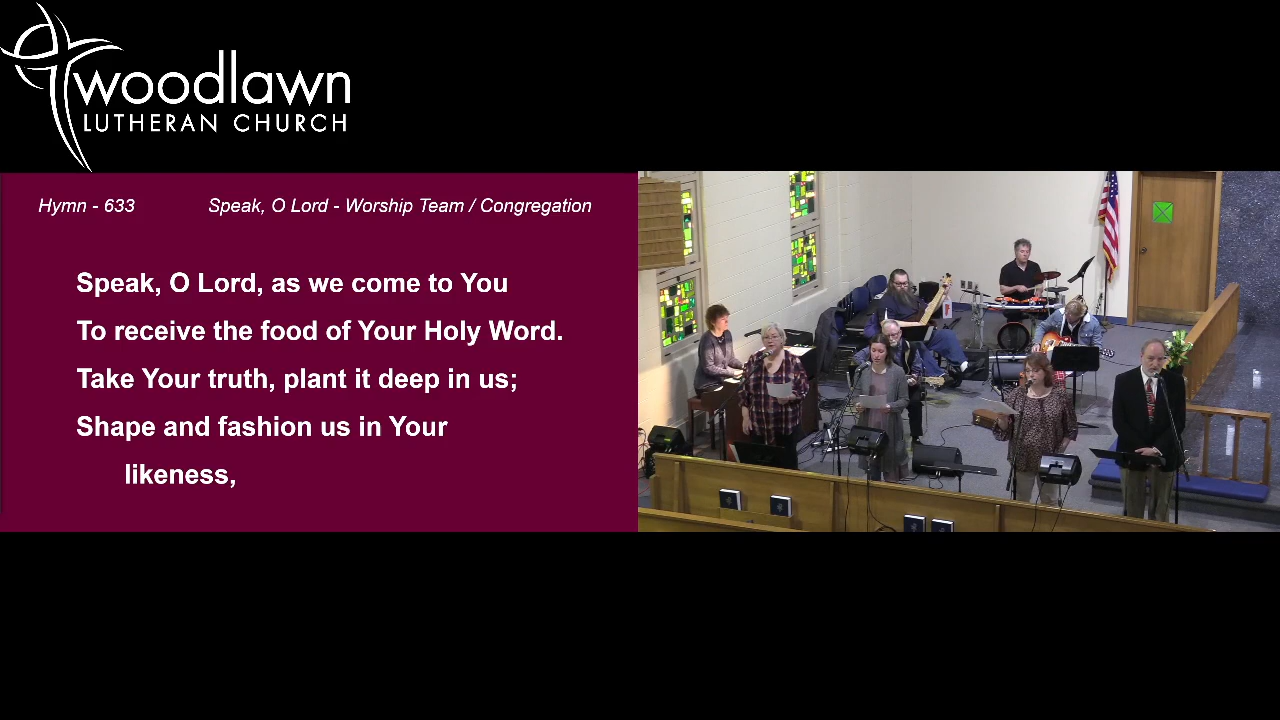 woodlawn
LUTHERAN CHURCH
Hymn - 633 Speak, O Lord - Worship Team / Congregation
Speak, O Lord, as we come to You
To receive the food of Your Holy Word.
Take Your truth, plant it deep in us;
Shape and fashion us in Your
likeness,